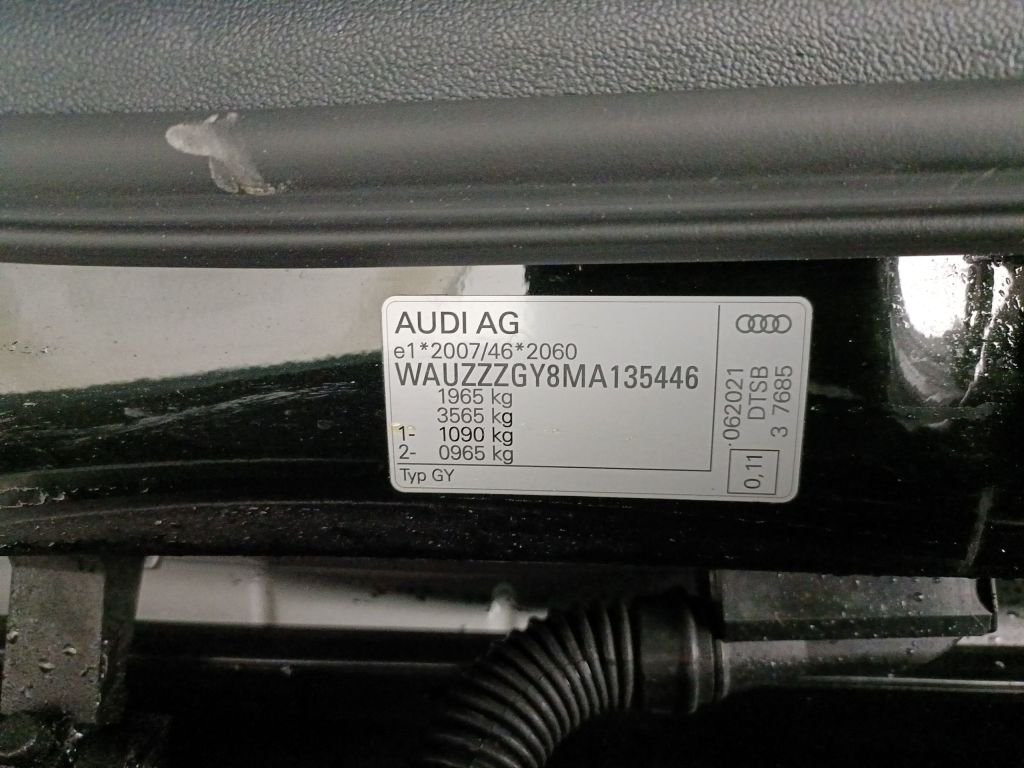 AUDI AG
e1*2007/46*2060
WAUZZZGY8MA135446
1965 kg
3565 kg
1- 1090 kg
2- 0965 kg
Typ GY
062021
DTSB
3 7685
0,11